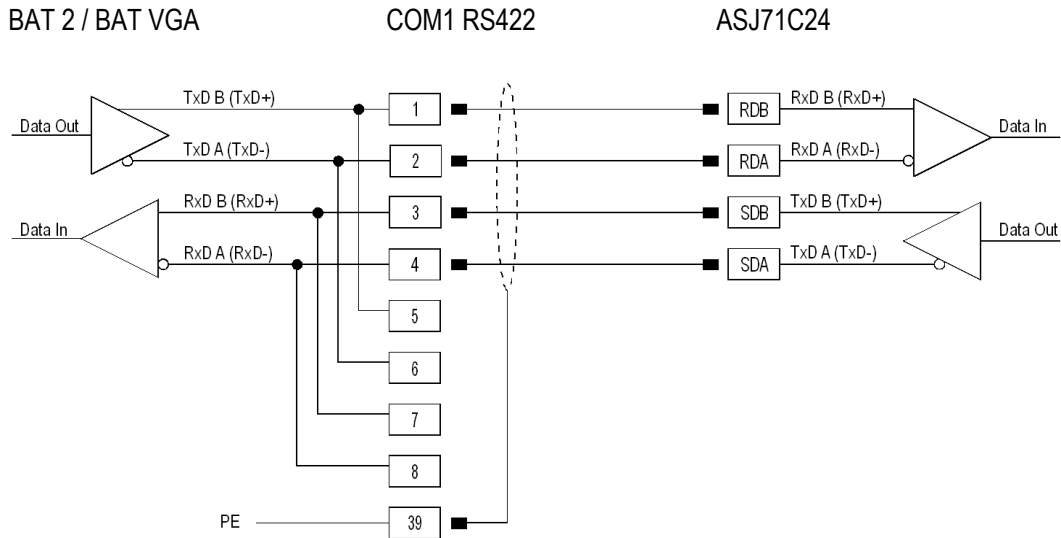 BAT 2 / BAT VGA COM1 RS422 ASJ71C24
TxD B (TxD+) 1 RDB RxD B (RxD+)
Data Out Data In
TxD A (TxD-) 2 RDA RxD A (RxD-)
RxD B (RxD+) 3 SDB TxD B (TxD+)
Data In Data Out
RxD A (RxD-) 4 SDA TxD A (TxD-)
5
6
7
8
PE 39